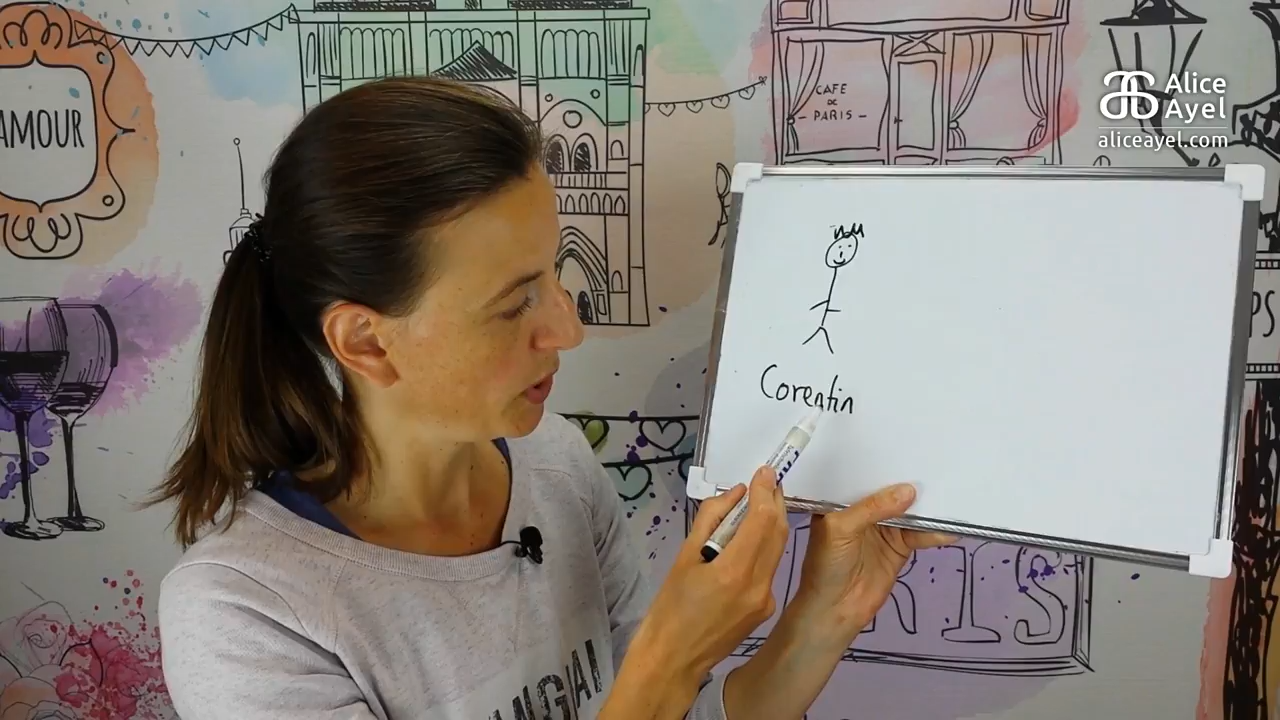 AMOUR
CAFE
DE
- PARIS -
Alice
Ayel
aliceayel.com
Corentin